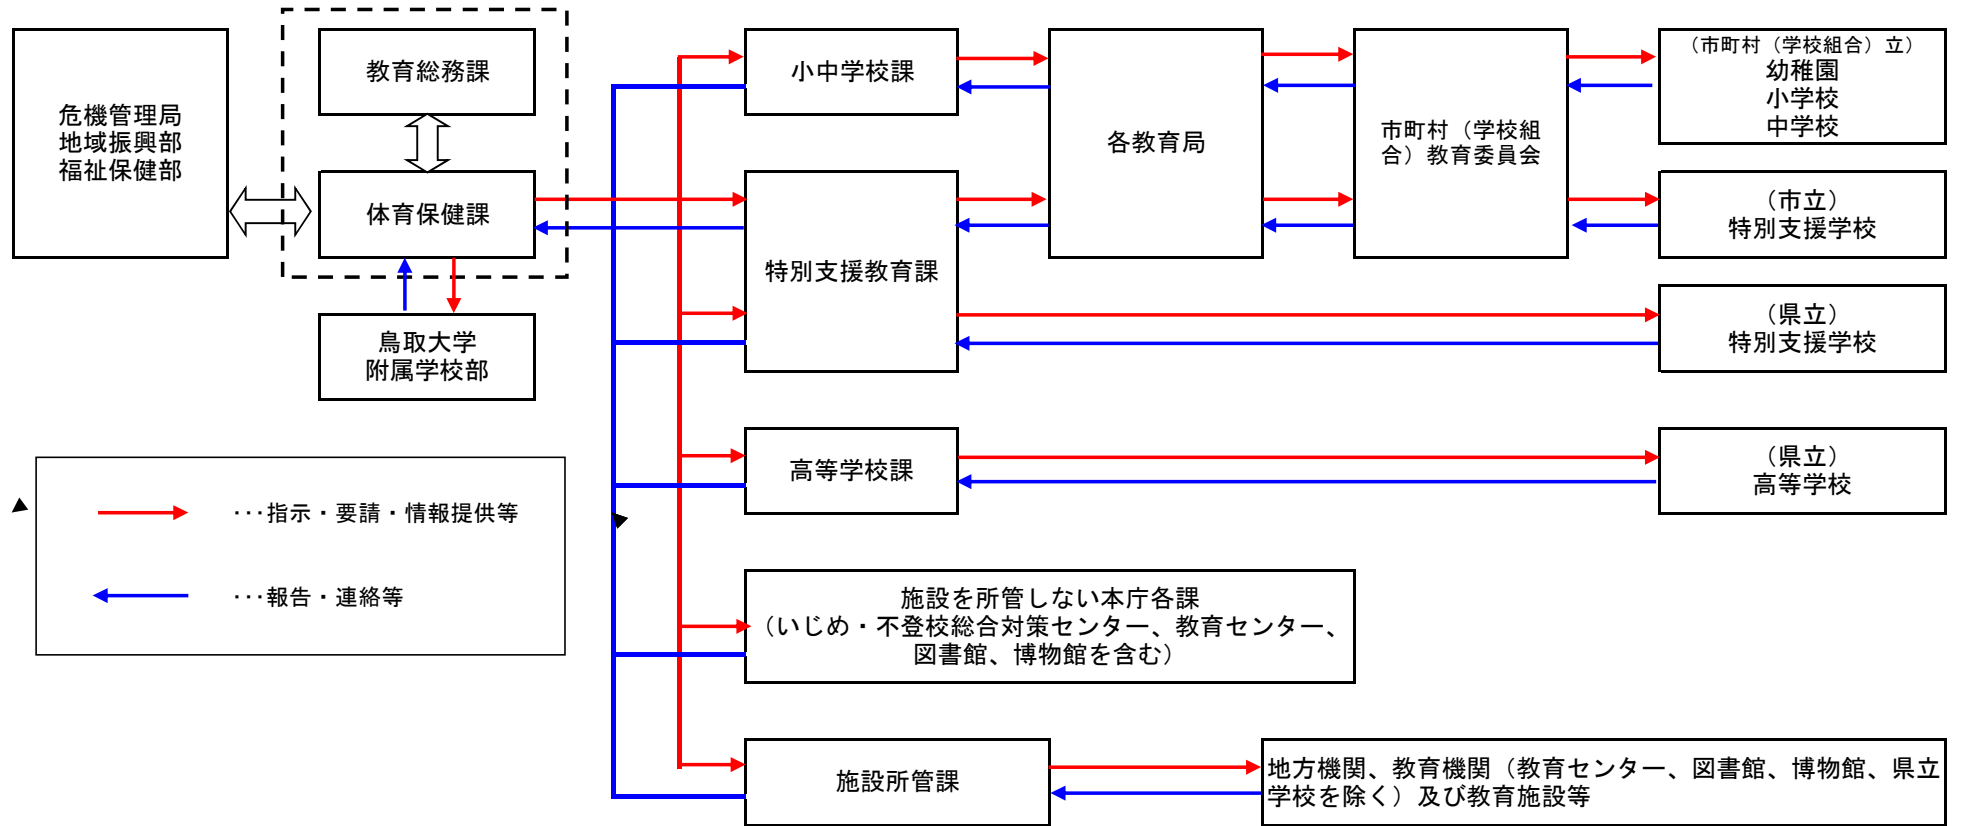 危機管理局
地域振興部
福祉保健部
教育総務課
体育保健課
鳥取大学
附属学校部
小中学校課
特別支援教育課
高等学校課
施設を所管しない本庁各課
（いじめ・不登校総合対策センター、教育センター、
図書館、博物館を含む）
施設所管課
各教育局
市町村（学校組
合）教育委員会
（市町村（学校組合）立）
幼稚園
小学校
中学校
（市立）
特別支援学校
（県立）
特別支援学校
（県立）
高等学校
地方機関、教育機関（教育センター、図書館、博物館、県立
学校を除く）及び教育施設等
･･･指示・要請・情報提供等
･･･報告・連絡等